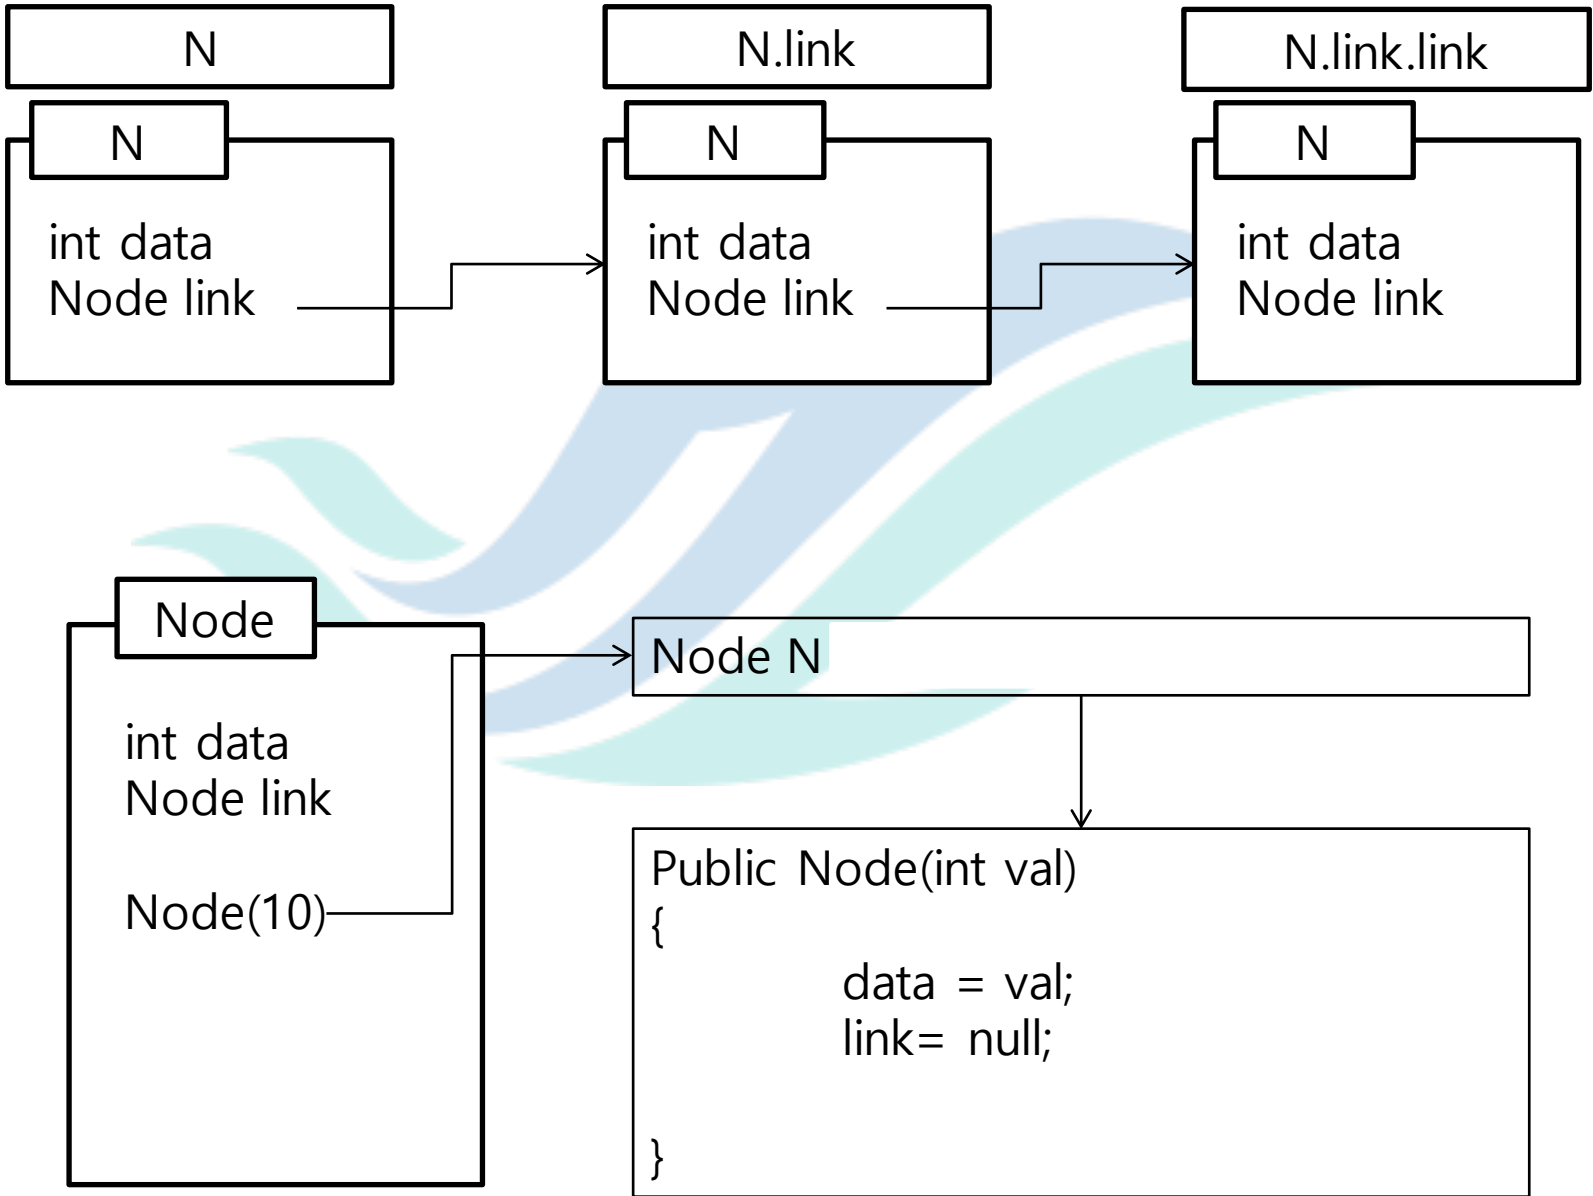 N
N.link
N.link.link
N
N
N
int data
Node link
int data
Node link
int data
Node link
Node
int data
Node link
Node(10)
Node N
Public Node(int val)
{
data = val;
link= null;
}